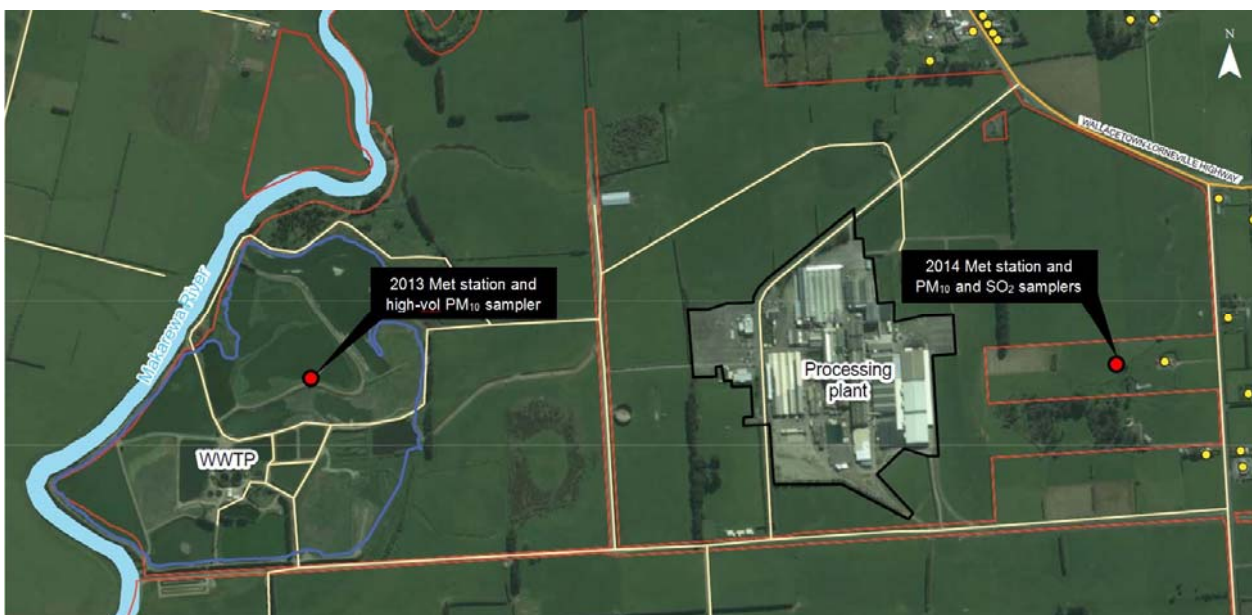 N
WALLACETOWN LORNEVILLE HIGHWAY
2013 Met station and
high-vol PM₁₀ sampler
2014 Met station and
PM₁₀ and SO₂ samplers
Makarewa River
Processing
plant
WWTP